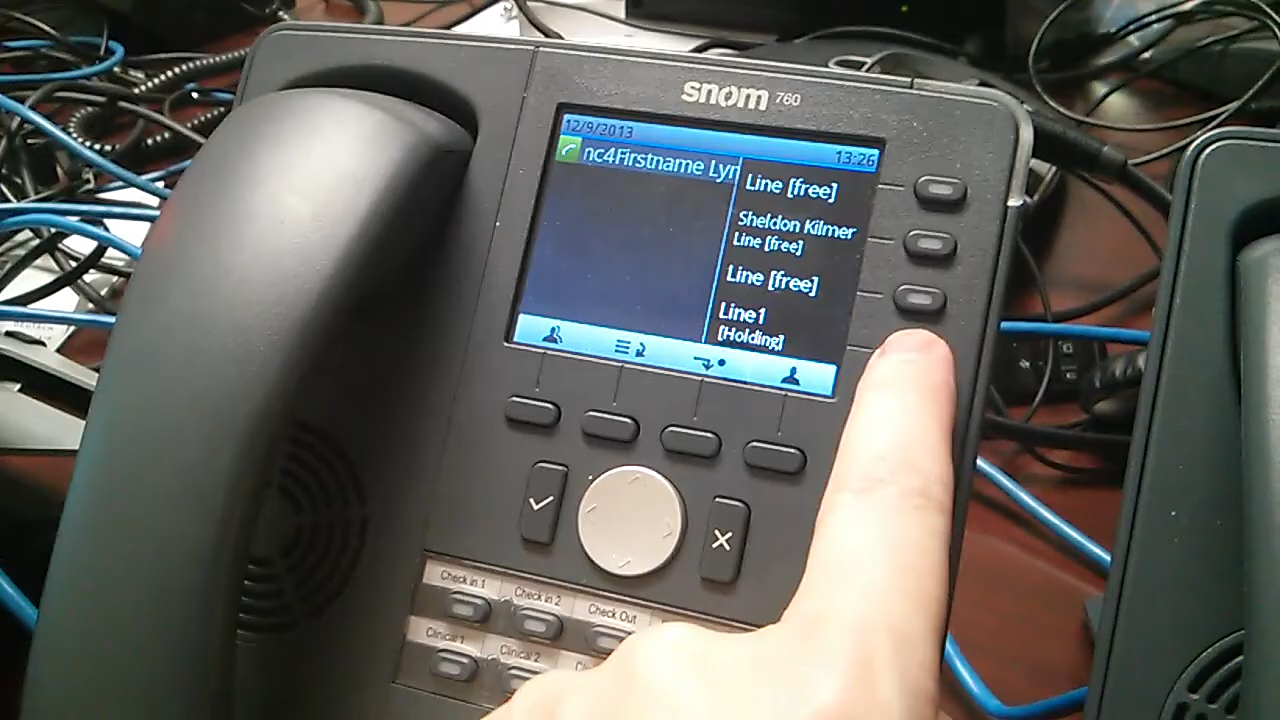 snom 760
12/9/2013
13:26
nc4Firstname Lyn
Line [free]
Sheldon Kilmer
Line [free]
Line [free]
Line1
[Holding]
Check in 1
Check in 2
Check Out
Clinical 1
Clinical 2